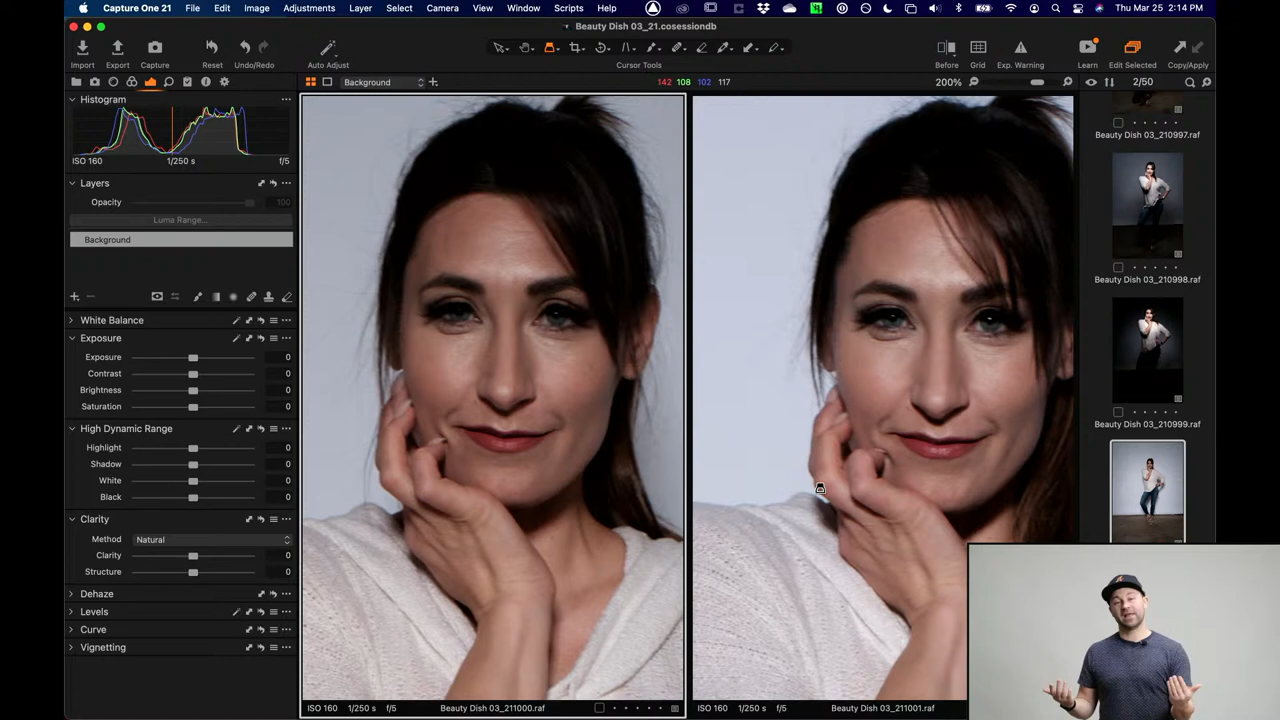 Capture One 21 File Edit Image Adjustments Layer Select Camera View Window Scripts Help Thu Mar 25 2:14 PM
Beauty Dish 03_21.cosessiondb
Import Export Capture Reset Undo/Redo Auto Adjust Cursor Tools Before Grid Exp. Warning Learn Edit Selected Copy/Apply
Background 142 108 102 117 200% 2/50
Histogram
ISO 160 1/250 s f/5
Layers
Opacity 100
Luma Range...
Background
White Balance
Exposure
Exposure 0
Contrast 0
Brightness 0
Saturation 0
High Dynamic Range
Highlight 0
Shadow 0
White 0
Black 0
Clarity
Method Natural
Clarity 0
Structure 0
Dehaze
Levels
Curve
Vignetting
ISO 160 1/250 s f/5 Beauty Dish 03_211000.raf
ISO 160 1/250 s f/5 Beauty Dish 03_211001.raf
Beauty Dish 03_210997.raf
Beauty Dish 03_210998.raf
Beauty Dish 03_210999.raf